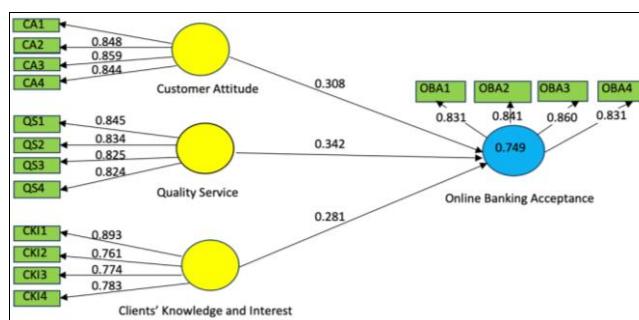 CA1
CA2
CA3
CA4
0.848
0.859
0.844
Customer Attitude
QS1
QS2
QS3
QS4
0.845
0.834
0.825
0.824
Quality Service
CKI1
CKI2
CKI3
CKI4
0.893
0.761
0.774
0.783
Clients' Knowledge and Interest
0.308
0.342
0.281
OBA1
OBA2
OBA3
OBA4
0.831
0.841
0.860
0.831
0.749
Online Banking Acceptance